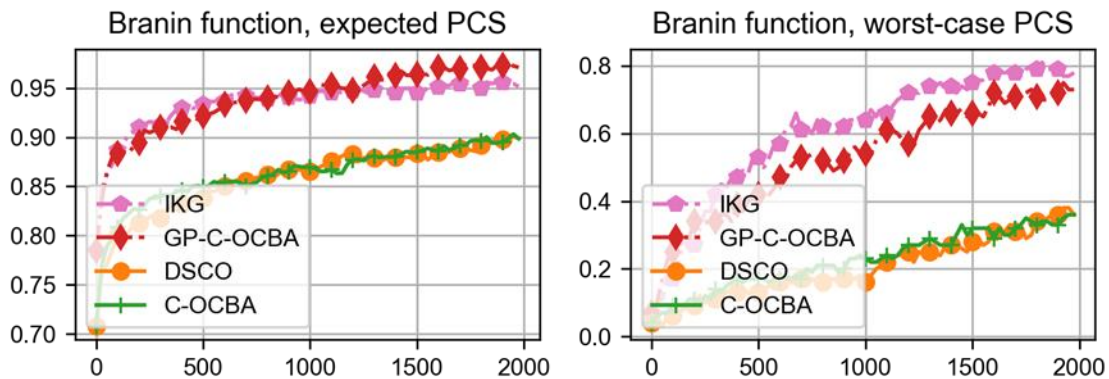 Branin function, expected PCS
0.95
0.90
0.85
0.80
0.75
0.70
IKG
GP-C-OCBA
DSCO
C-OCBA
0
500
1000
1500
2000
Branin function, worst-case PCS
0.8
0.6
0.4
0.2
0.0
IKG
GP-C-OCBA
DSCO
C-OCBA
0
500
1000
1500
2000